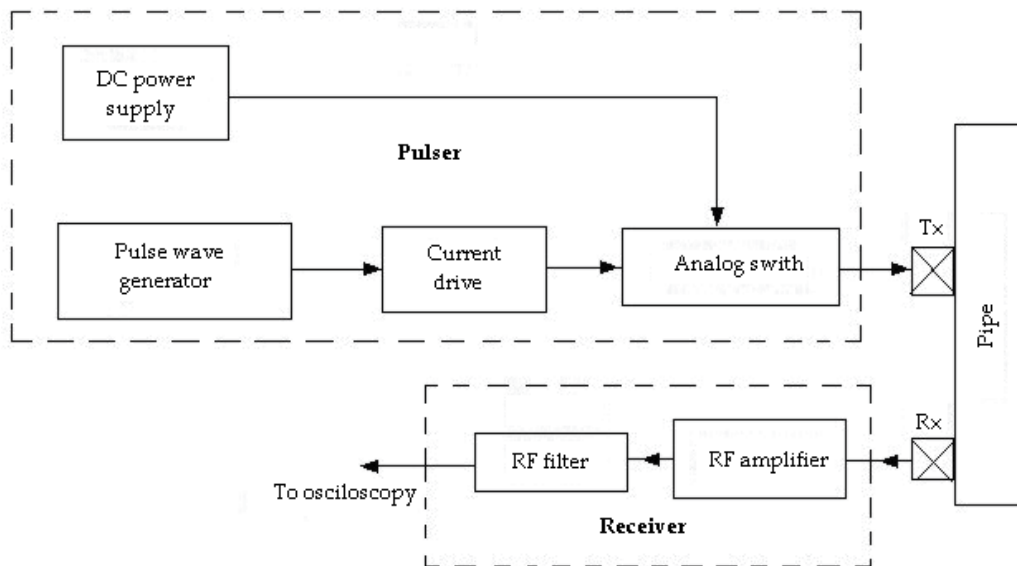 DC power
supply
Pulser
Pulse wave
generator
Current
drive
Analog swith
Tx
Pipe
Rx
RF amplifier
RF filter
To osciloscopy
Receiver